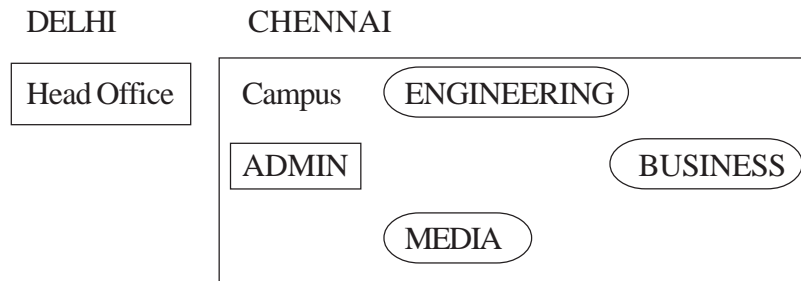 DELHI CHENNAI
Head Office Campus ENGINEERING
ADMIN BUSINESS
MEDIA